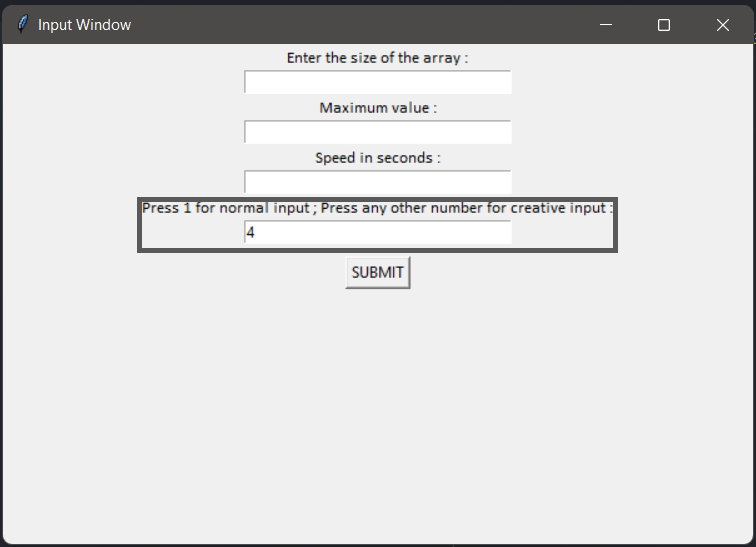 Input Window
Enter the size of the array :
Maximum value :
Speed in seconds :
Press 1 for normal input ; Press any other number for creative input :
4
SUBMIT